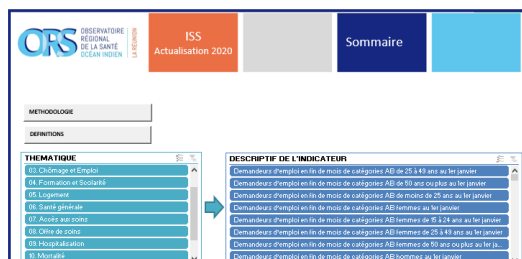 ORS
OBSERVATOIRE
RÉGIONAL
DE LA SANTÉ
OCÉAN INDIEN
LA RÉUNION
ISS
Actualisation 2020
Sommaire
METHODOLOGIE
DEFINITIONS
THEMATIQUE
03. Chômage et Emploi
04. Formation et Scolarité
05. Logement
06. Santé générale
07. Accès aux soins
08. Offre de soins
09. Hospitalisation
10. Mortalité
DESCRIPTIF DE L'INDICATEUR
Demandeurs d'emploi en fin de mois de catégories AB de 25 à 49 ans au 1er janvier
Demandeurs d'emploi en fin de mois de catégories AB de 50 ans ou plus au 1er janvier
Demandeurs d'emploi en fin de mois de catégories AB de moins de 25 ans au 1er janvier
Demandeurs d'emploi en fin de mois de catégories AB femmes au 1er janvier
Demandeurs d'emploi en fin de mois de catégories AB femmes de 15 à 24 ans au 1er janvier
Demandeurs d'emploi en fin de mois de catégories AB femmes de 25 à 49 ans au 1er janvier
Demandeurs d'emploi en fin de mois de catégories AB femmes de 50 ans ou plus au 1er ja...
Demandeurs d'emploi en fin de mois de catégories AB hommes au 1er janvier